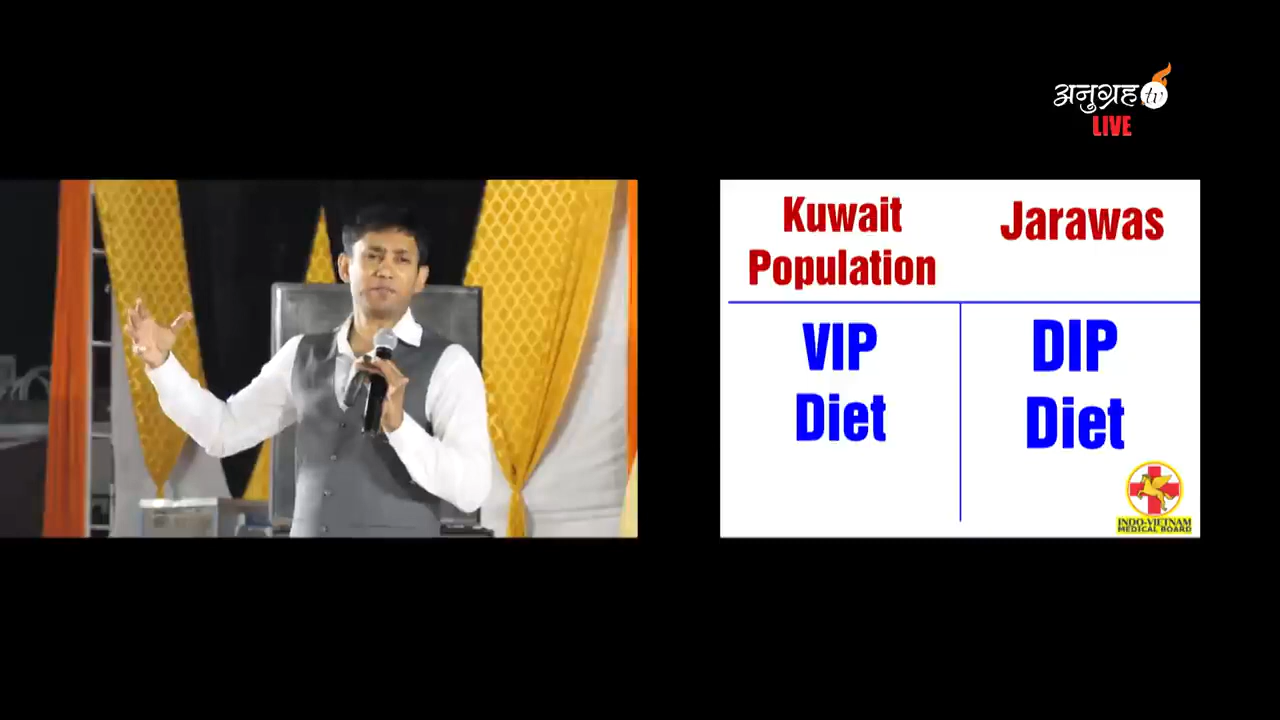 अनुग्रह tv
LIVE
Kuwait
Population
Jarawas
VIP
Diet
DIP
Diet
INDO-VIETNAM
MEDICAL BOARD